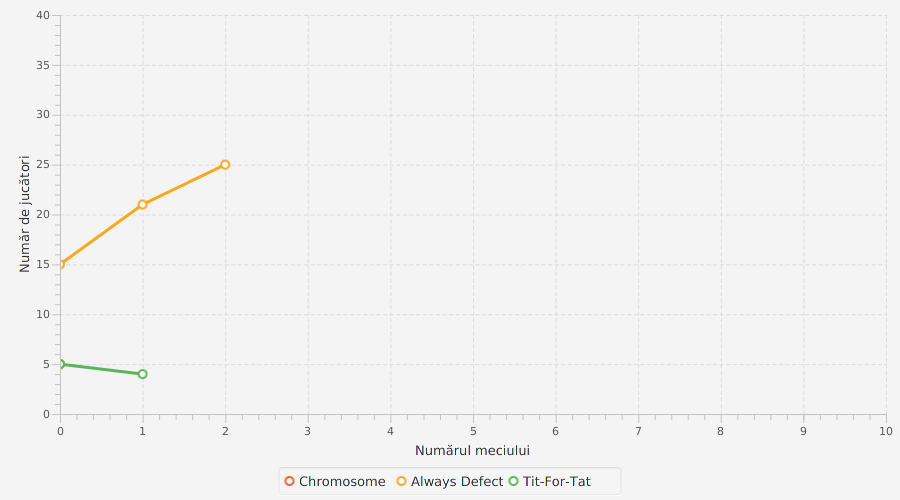 40
35
30
25
20
15
10
5
0
Număr de jucători
0 1 2 3 4 5 6 7 8 9 10
Numărul meciului
Chromosome Always Defect Tit-For-Tat